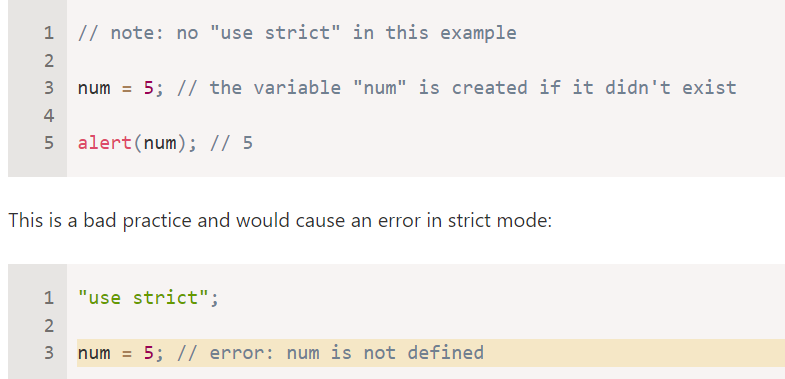 1 // note: no "use strict" in this example
2
3 num = 5; // the variable "num" is created if it didn't exist
4
5 alert(num); // 5
This is a bad practice and would cause an error in strict mode:
1 "use strict";
2
3 num = 5; // error: num is not defined